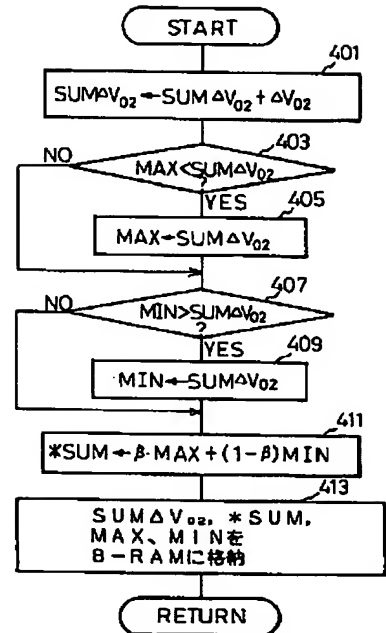 START
401
SUMΔV₀₂←SUMΔV₀₂+ΔV₀₂
403
NO
MAX<SUMΔV₀₂
?
YES
405
MAX←SUMΔV₀₂
407
NO
MIN>SUMΔV₀₂
?
YES
409
MIN←SUMΔV₀₂
411
*SUM←β·MAX+(1-β)MIN
413
SUMΔV₀₂, *SUM,
MAX、MINを
B-RAMに格納
RETURN